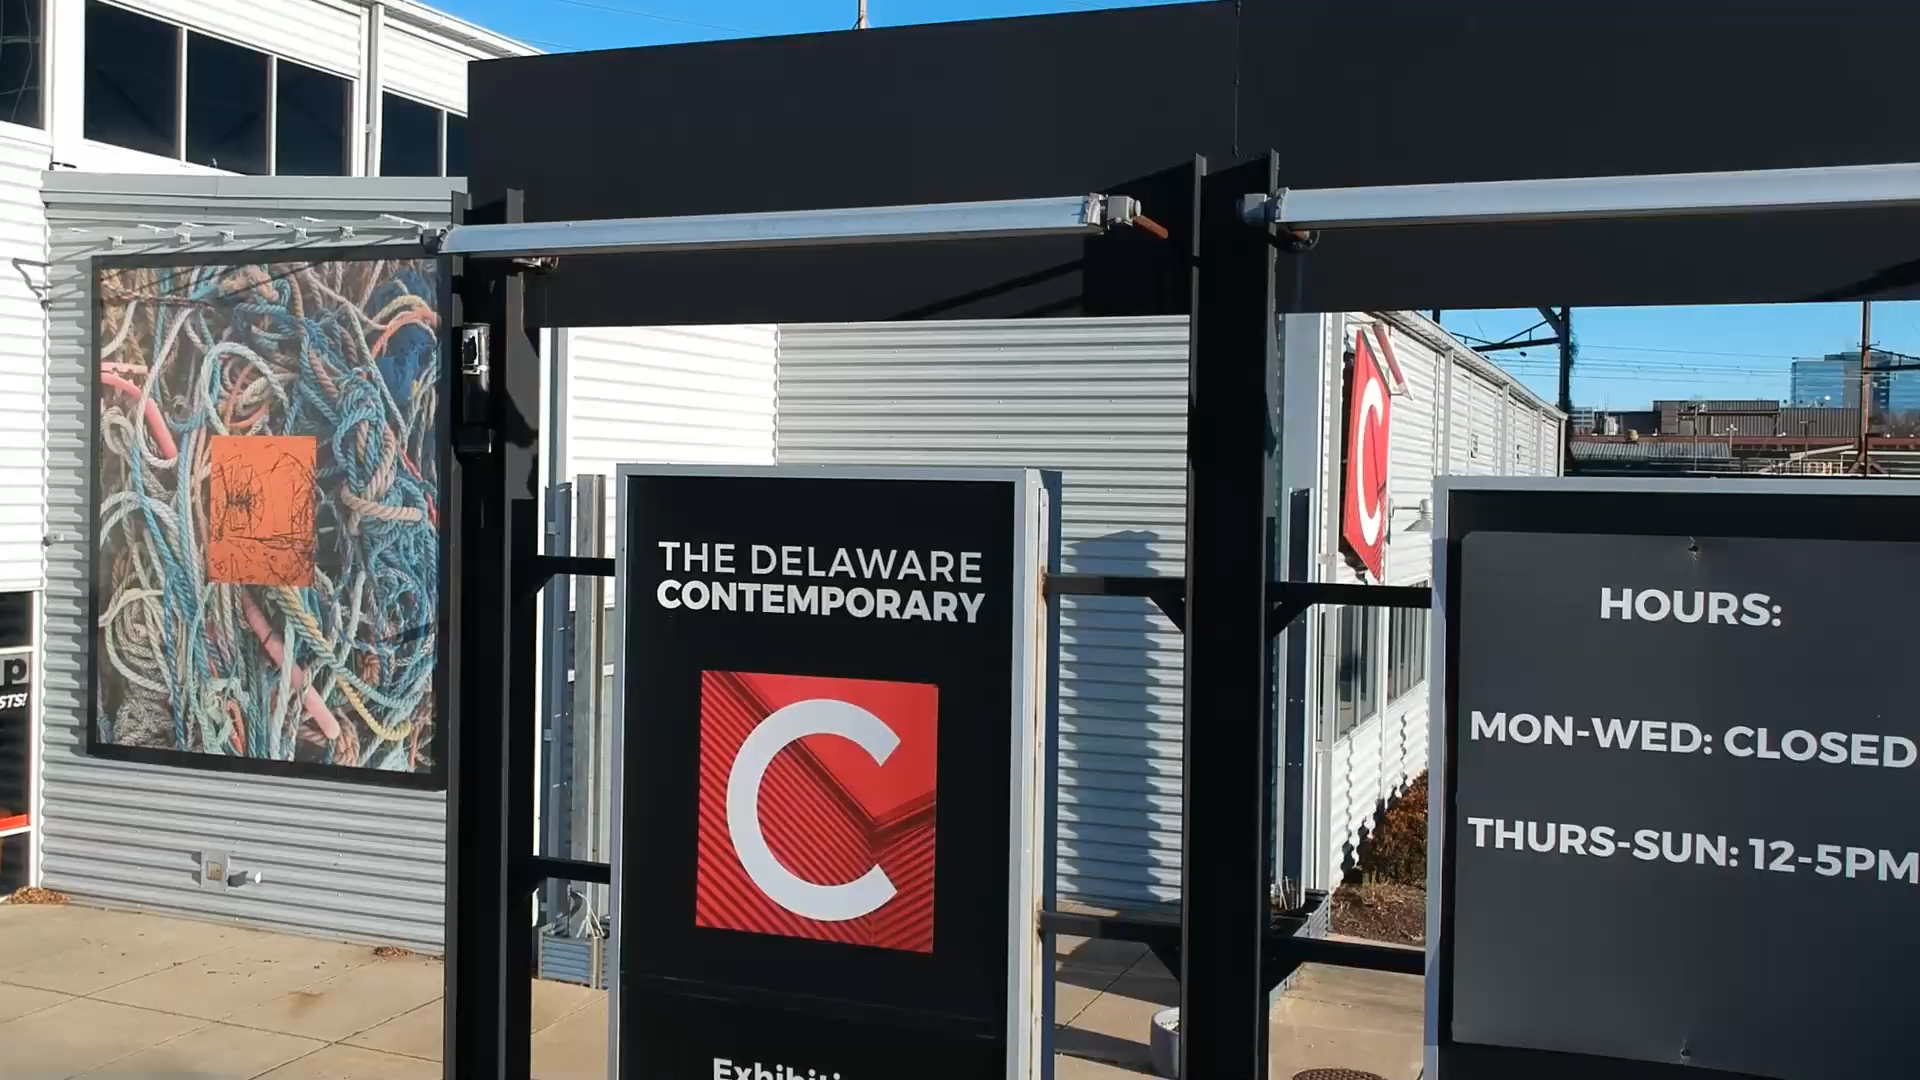 THE DELAWARE
CONTEMPORARY
C
C
HOURS:
MON-WED: CLOSED
THURS-SUN: 12-5PM